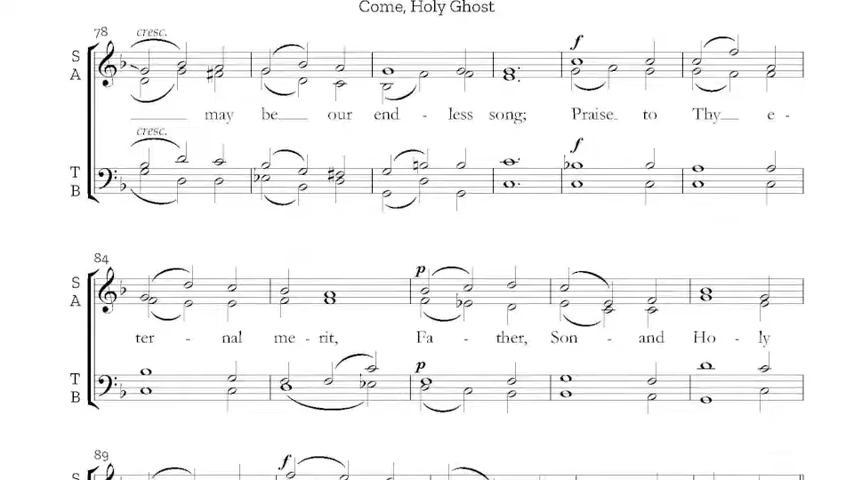 Come, Holy Ghost
78
cresc.
S
A
f
may be our end - less song; Praise to Thy e -
cresc.
f
T
B
84
S
A
p
ter - nal me - rit, Fa - ther, Son - and Ho - ly
p
T
B
89
f
S